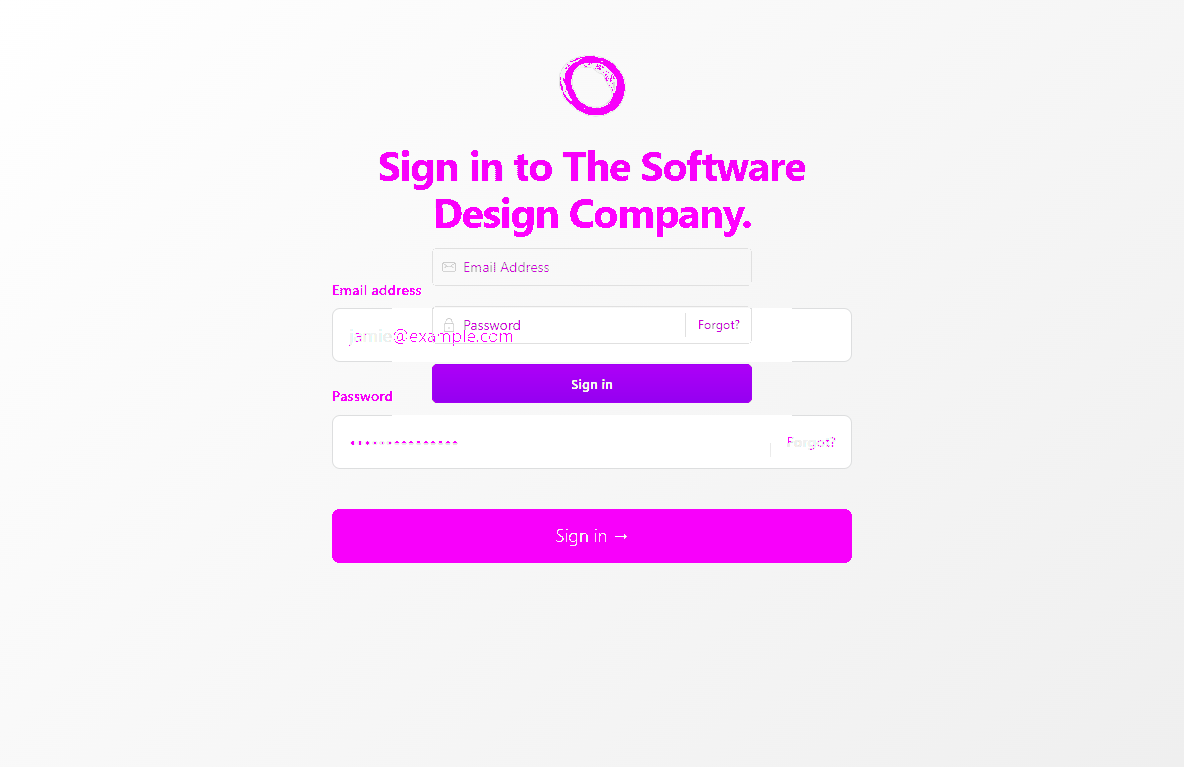 Sign in to The Software
Design Company.
Email Address
Email address
Password
Forgot?
jamie@example.com
Sign in
Password
Forgot?
Sign in →